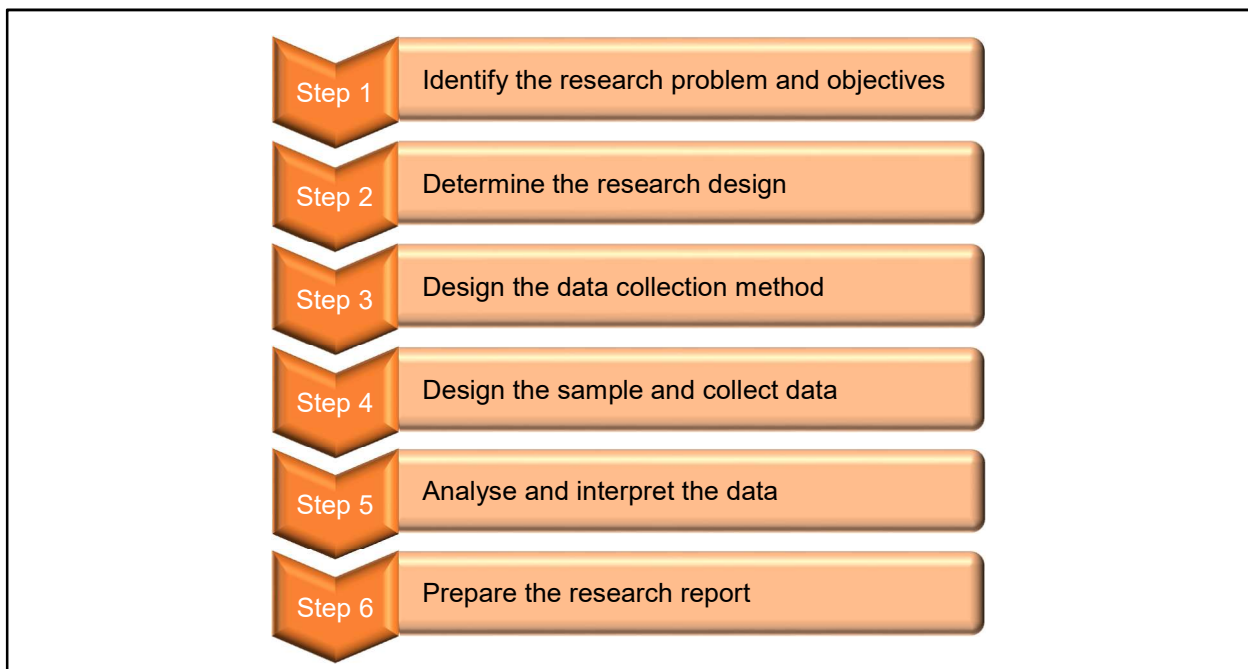 Step 1
Identify the research problem and objectives
Step 2
Determine the research design
Step 3
Design the data collection method
Step 4
Design the sample and collect data
Step 5
Analyse and interpret the data
Step 6
Prepare the research report